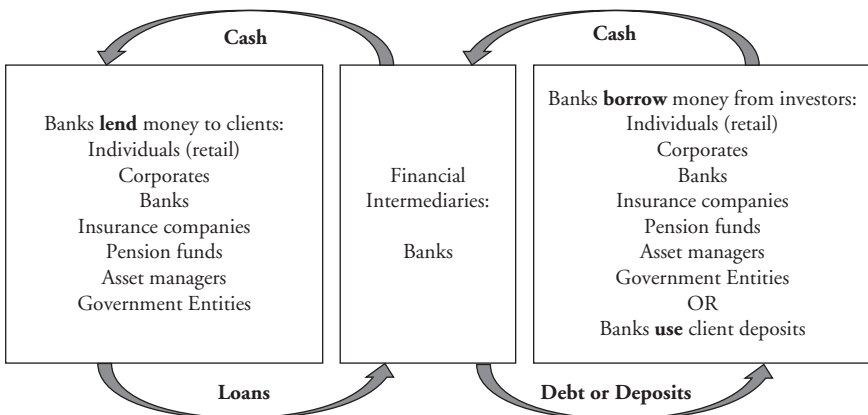 Cash
Cash
Banks lend money to clients:
Individuals (retail)
Corporates
Banks
Insurance companies
Pension funds
Asset managers
Government Entities
Financial
Intermediaries:
Banks
Banks borrow money from investors:
Individuals (retail)
Corporates
Banks
Insurance companies
Pension funds
Asset managers
Government Entities
OR
Banks use client deposits
Loans
Debt or Deposits